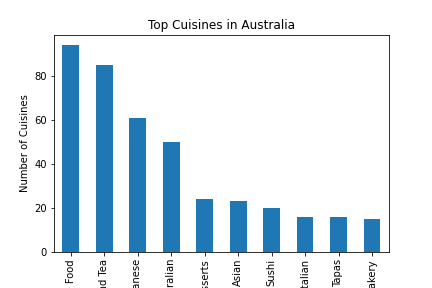 Top Cuisines in Australia
Number of Cuisines
80
60
40
20
0
Food
nd Tea
anese
ralian
sserts
Asian
Sushi
talian
Tapas
akery